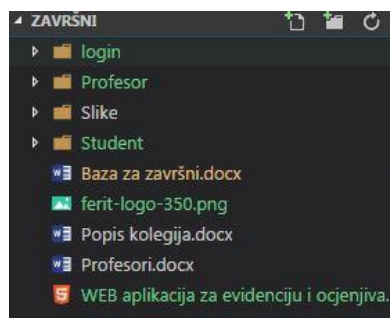 ZAVRŠNI
login
Profesor
Slike
Student
Baza za završni.docx
ferit-logo-350.png
Popis kolegija.docx
Profesori.docx
WEB aplikacija za evidenciju i ocjenjiva.